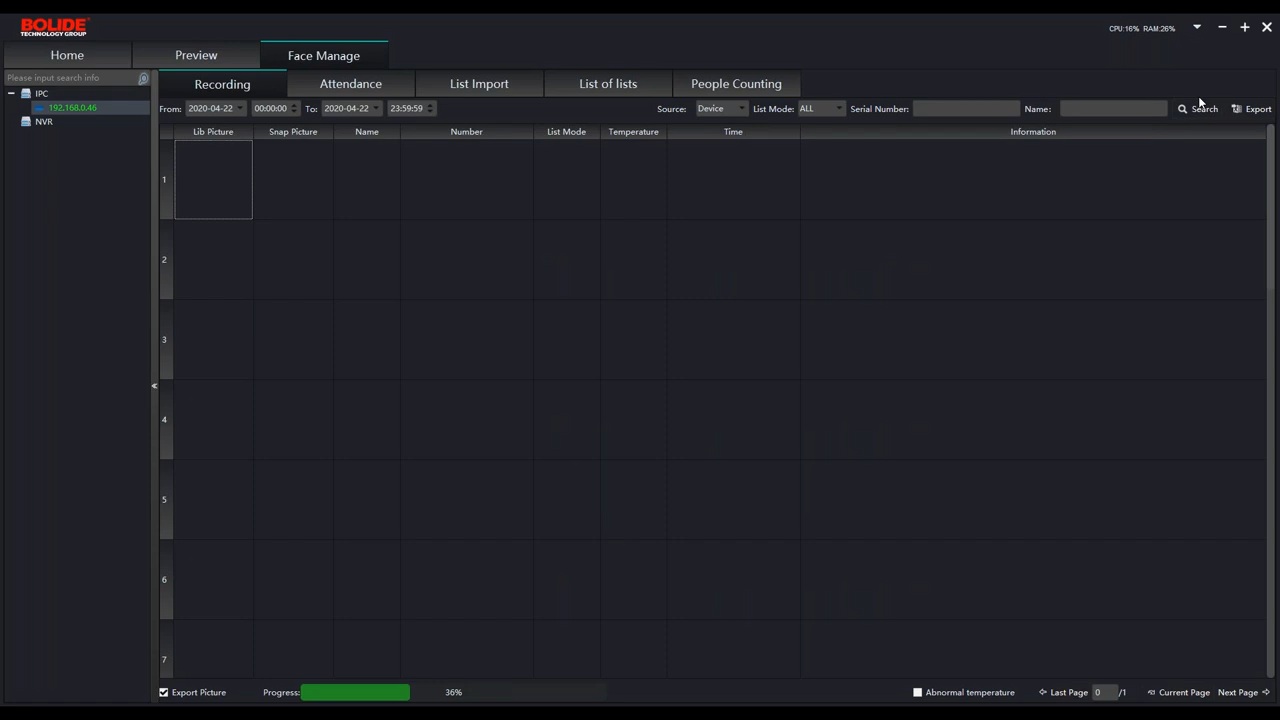 BOLIDE
TECHNOLOGY GROUP
CPU:16% RAM:26%
Home Preview Face Manage
Please input search info
IPC
192.168.0.46
NVR
Recording Attendance List Import List of lists People Counting
From: 2020-04-22 00:00:00 To: 2020-04-22 23:59:59 Source: Device List Mode: ALL Serial Number: Name: Search Export
Lib Picture Snap Picture Name Number List Mode Temperature Time Information
1
2
3
4
5
6
7
Export Picture Progress: 36% Abnormal temperature Last Page 0 /1 Current Page Next Page